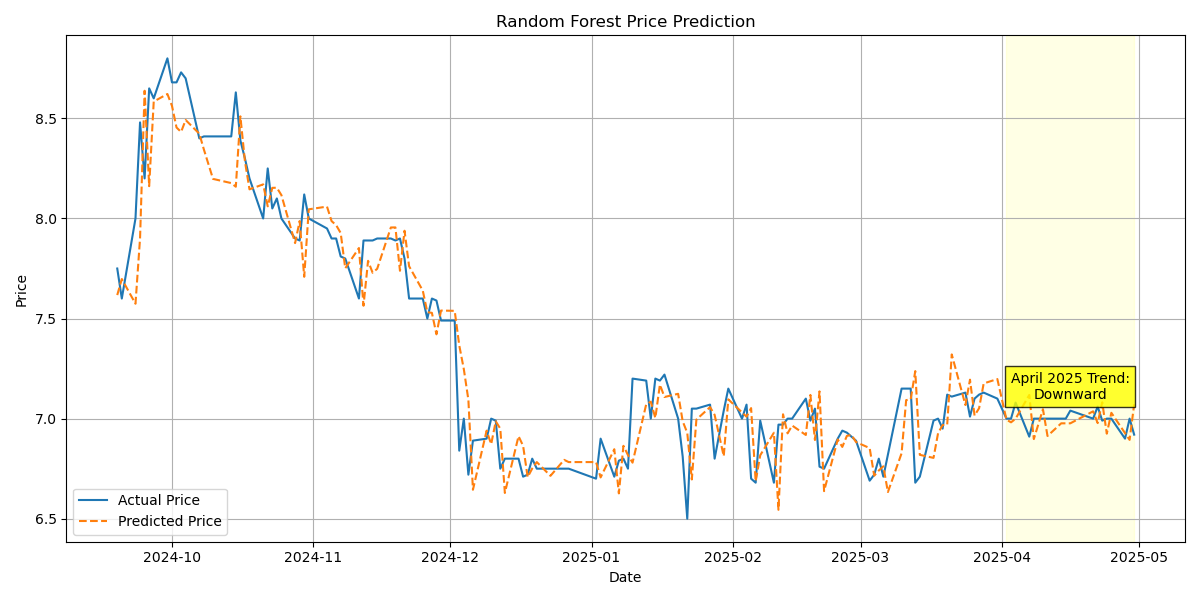 Random Forest Price Prediction
Price
8.5
8.0
7.5
7.0
6.5
April 2025 Trend:
Downward
Actual Price
Predicted Price
2024-10
2024-11
2024-12
2025-01
2025-02
2025-03
2025-04
2025-05
Date